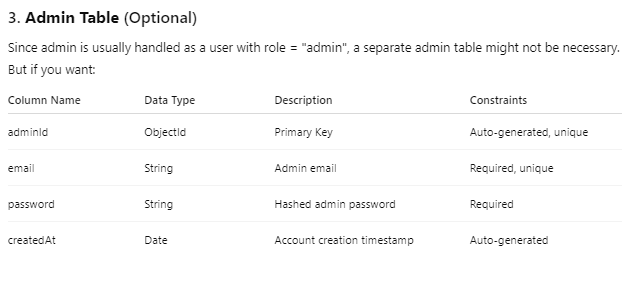 3. Admin Table (Optional)
Since admin is usually handled as a user with role = "admin", a separate admin table might not be necessary.
But if you want:
Column Name Data Type Description Constraints
adminId ObjectId Primary Key Auto-generated, unique
email String Admin email Required, unique
password String Hashed admin password Required
createdAt Date Account creation timestamp Auto-generated